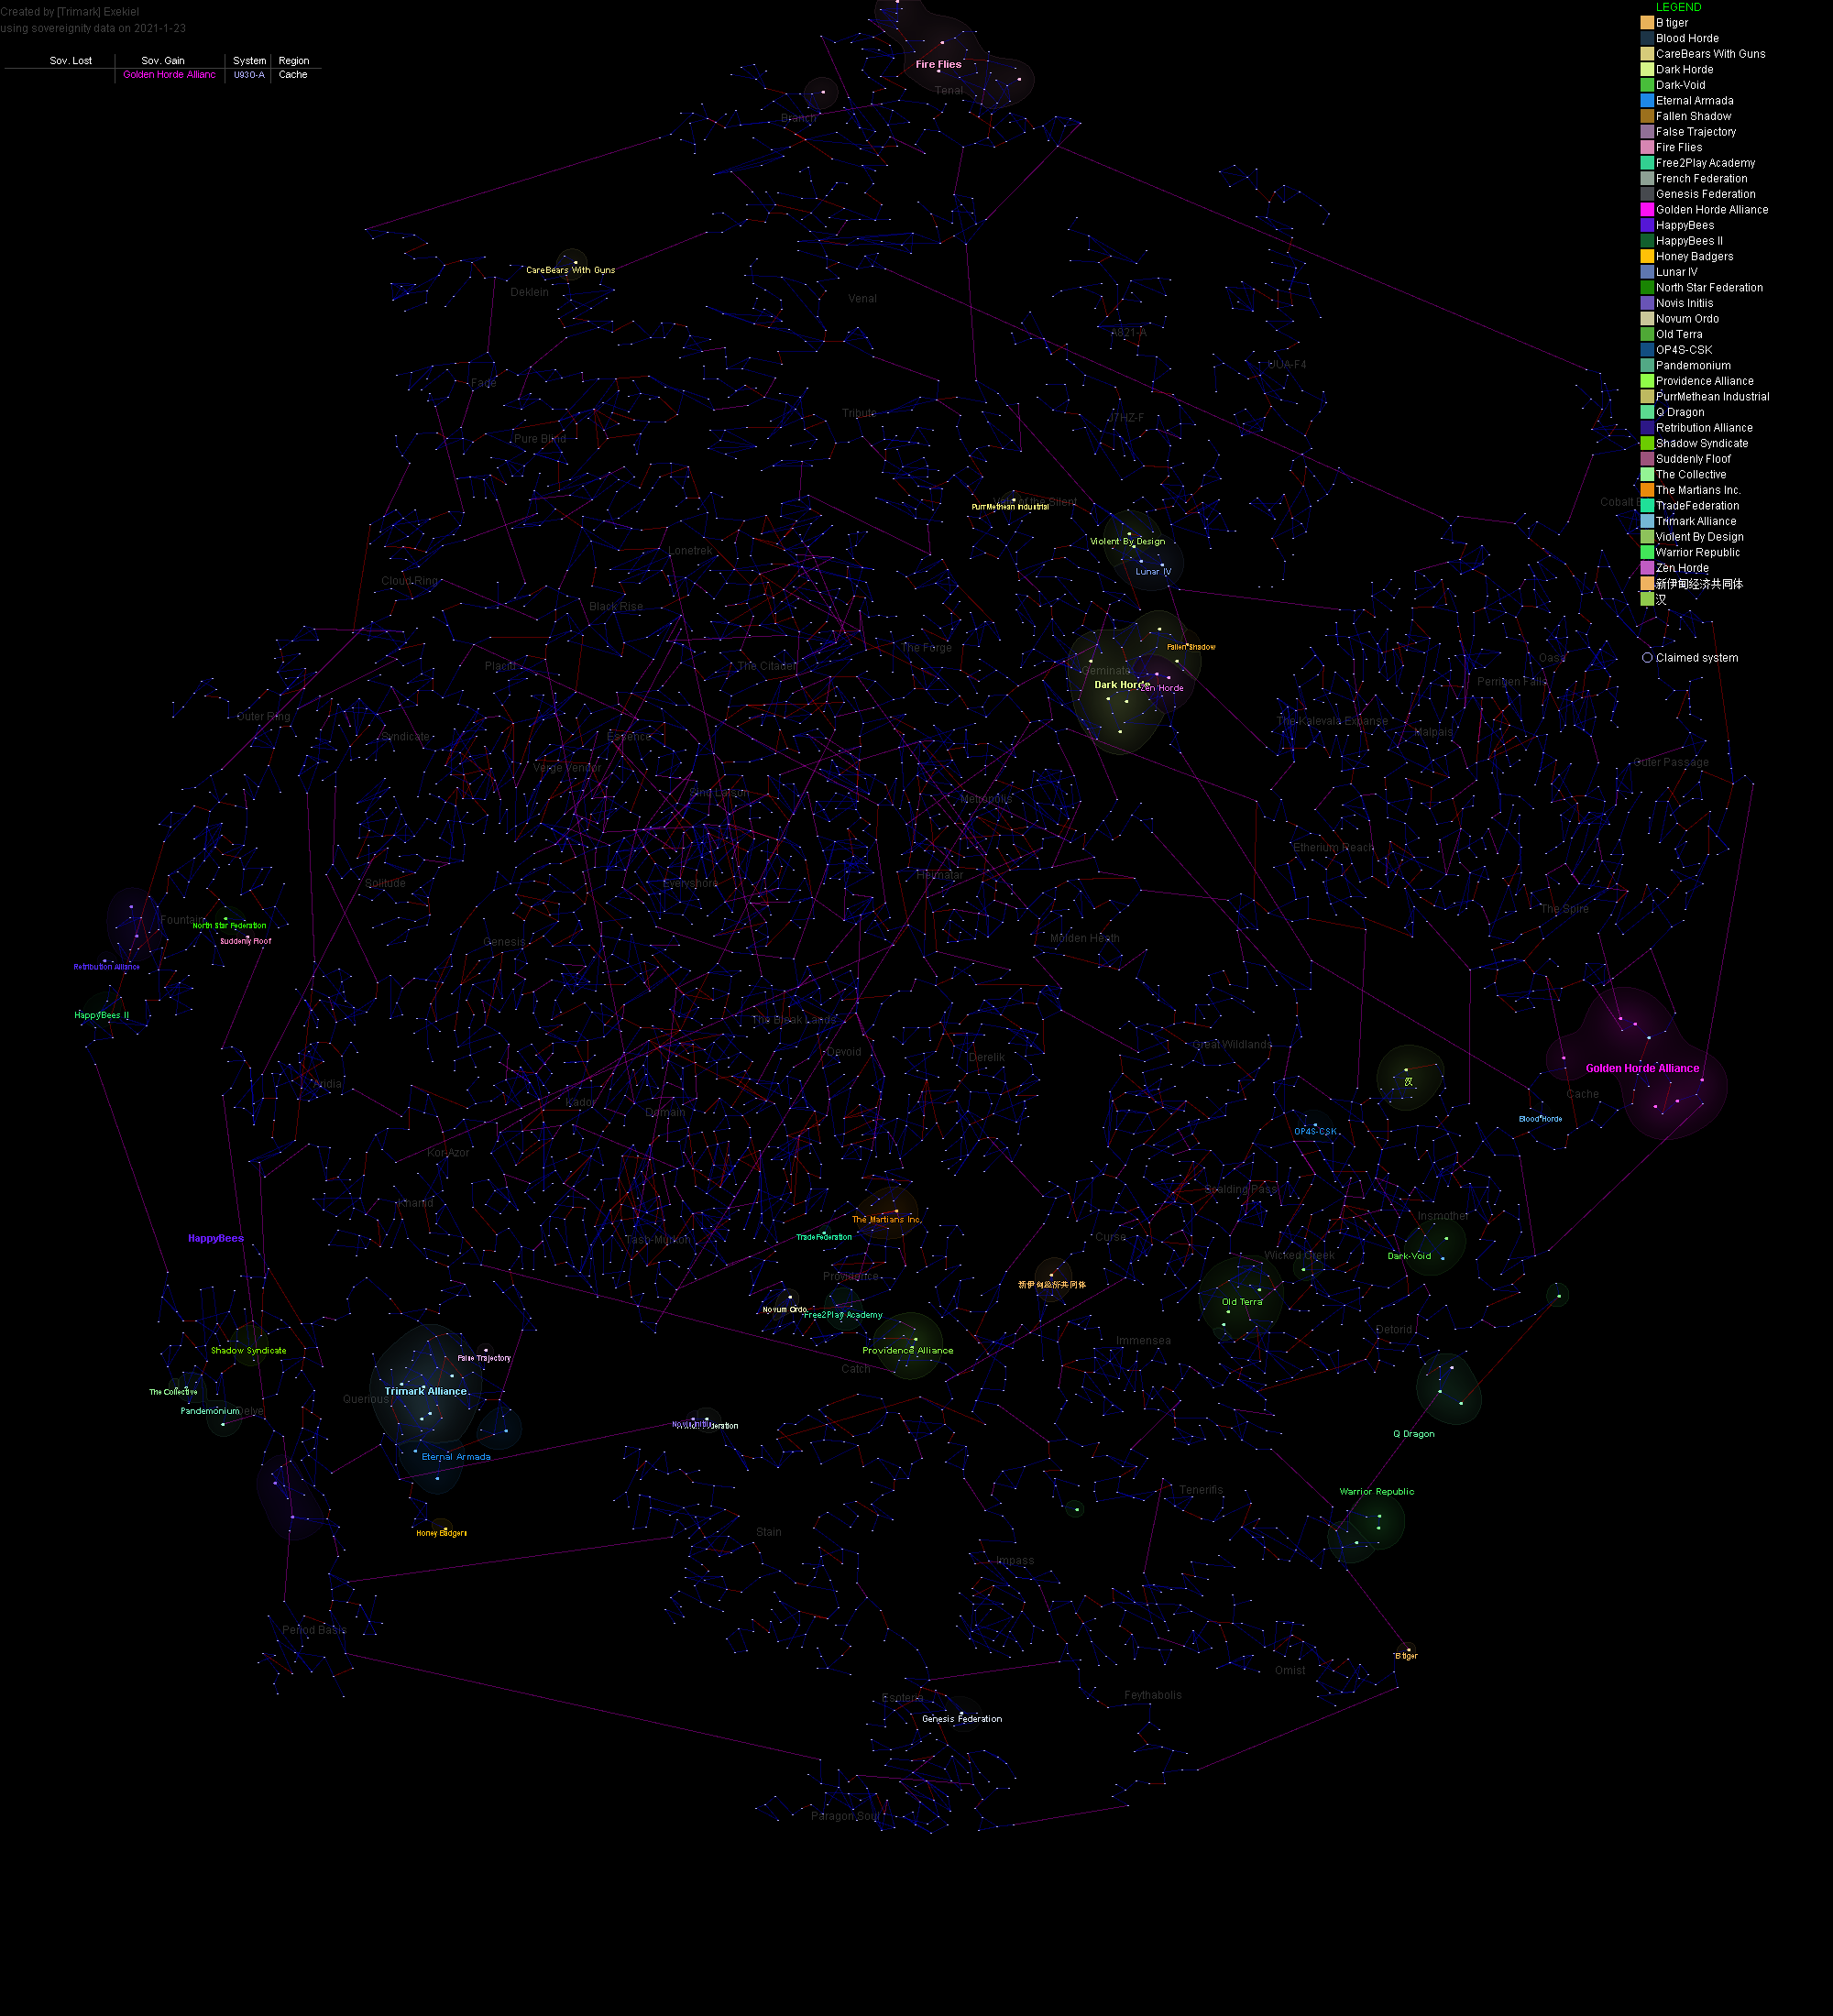 Created by [Trimark] Exekiel
using sovereignity data on 2021-1-23
Sov. Lost Sov. Gain System Region
Golden Horde Allianc U93O-A Cache
LEGEND
B tiger
Blood Horde
CareBears With Guns
Dark Horde
Dark-Void
Eternal Armada
Fallen Shadow
False Trajectory
Fire Flies
Free2Play Academy
French Federation
Genesis Federation
Golden Horde Alliance
HappyBees
HappyBees II
Honey Badgers
Lunar IV
North Star Federation
Novis Initiis
Novum Ordo
Old Terra
OP4S-CSK
Pandemonium
Providence Alliance
PurrMethean Industrial
Q Dragon
Retribution Alliance
Shadow Syndicate
Suddenly Floof
The Collective
The Martians Inc.
TradeFederation
Trimark Alliance
Violent By Design
Warrior Republic
Zen Horde
新伊甸经济共同体
汉
Claimed system
Fire Flies
Tenal
Branch
CareBears With Guns
Deklein
Venal
A821-A
UUA-F4
Fade
Tribute
J7HZ-F
Pure Blind
Vale of the Silent
PurrMethean Industrial
Cobalt
Violent By Design
Lunar IV
Lonetrek
Cloud Ring
Black Rise
The Forge
Fallen Shadow
Placid
The Citadel
Geminate
Dark Horde
Zen Horde
Oasa
Perrigen Falls
Outer Ring
Syndicate
Essence
The Kalevala Expanse
Malpais
Verge Vendor
Outer Passage
Sinq Laison
Metropolis
Etherium Reach
Solitude
Everyshore
Heimatar
The Spire
Fountain
North Star Federation
Suddenly Floof
Genesis
Molden Heath
Retribution Alliance
HappyBees II
The Bleak Lands
Devoid
Derelik
Great Wildlands
Golden Horde Alliance
Aridia
汉
Cache
Kador
Domain
Blood Horde
OP4S-CSK
Kor-Azor
Khanid
Scalding Pass
The Martians Inc.
Insmother
HappyBees
TradeFederation
Tash-Murkon
Curse
Wicked Creek
Dark-Void
Providence
新伊甸经济共同体
Novum Ordo
Free2Play Academy
Old Terra
Detorid
Immensea
Shadow Syndicate
False Trajectory
Providence Alliance
Catch
The Collective
Trimark Alliance
Querious
Pandemonium
Delve
Q Dragon
Eternal Armada
Tenerifis
Warrior Republic
Honey Badgers
Stain
Impass
Period Basis
B tiger
Omist
Esoteria
Feythabolis
Genesis Federation
Paragon Soul